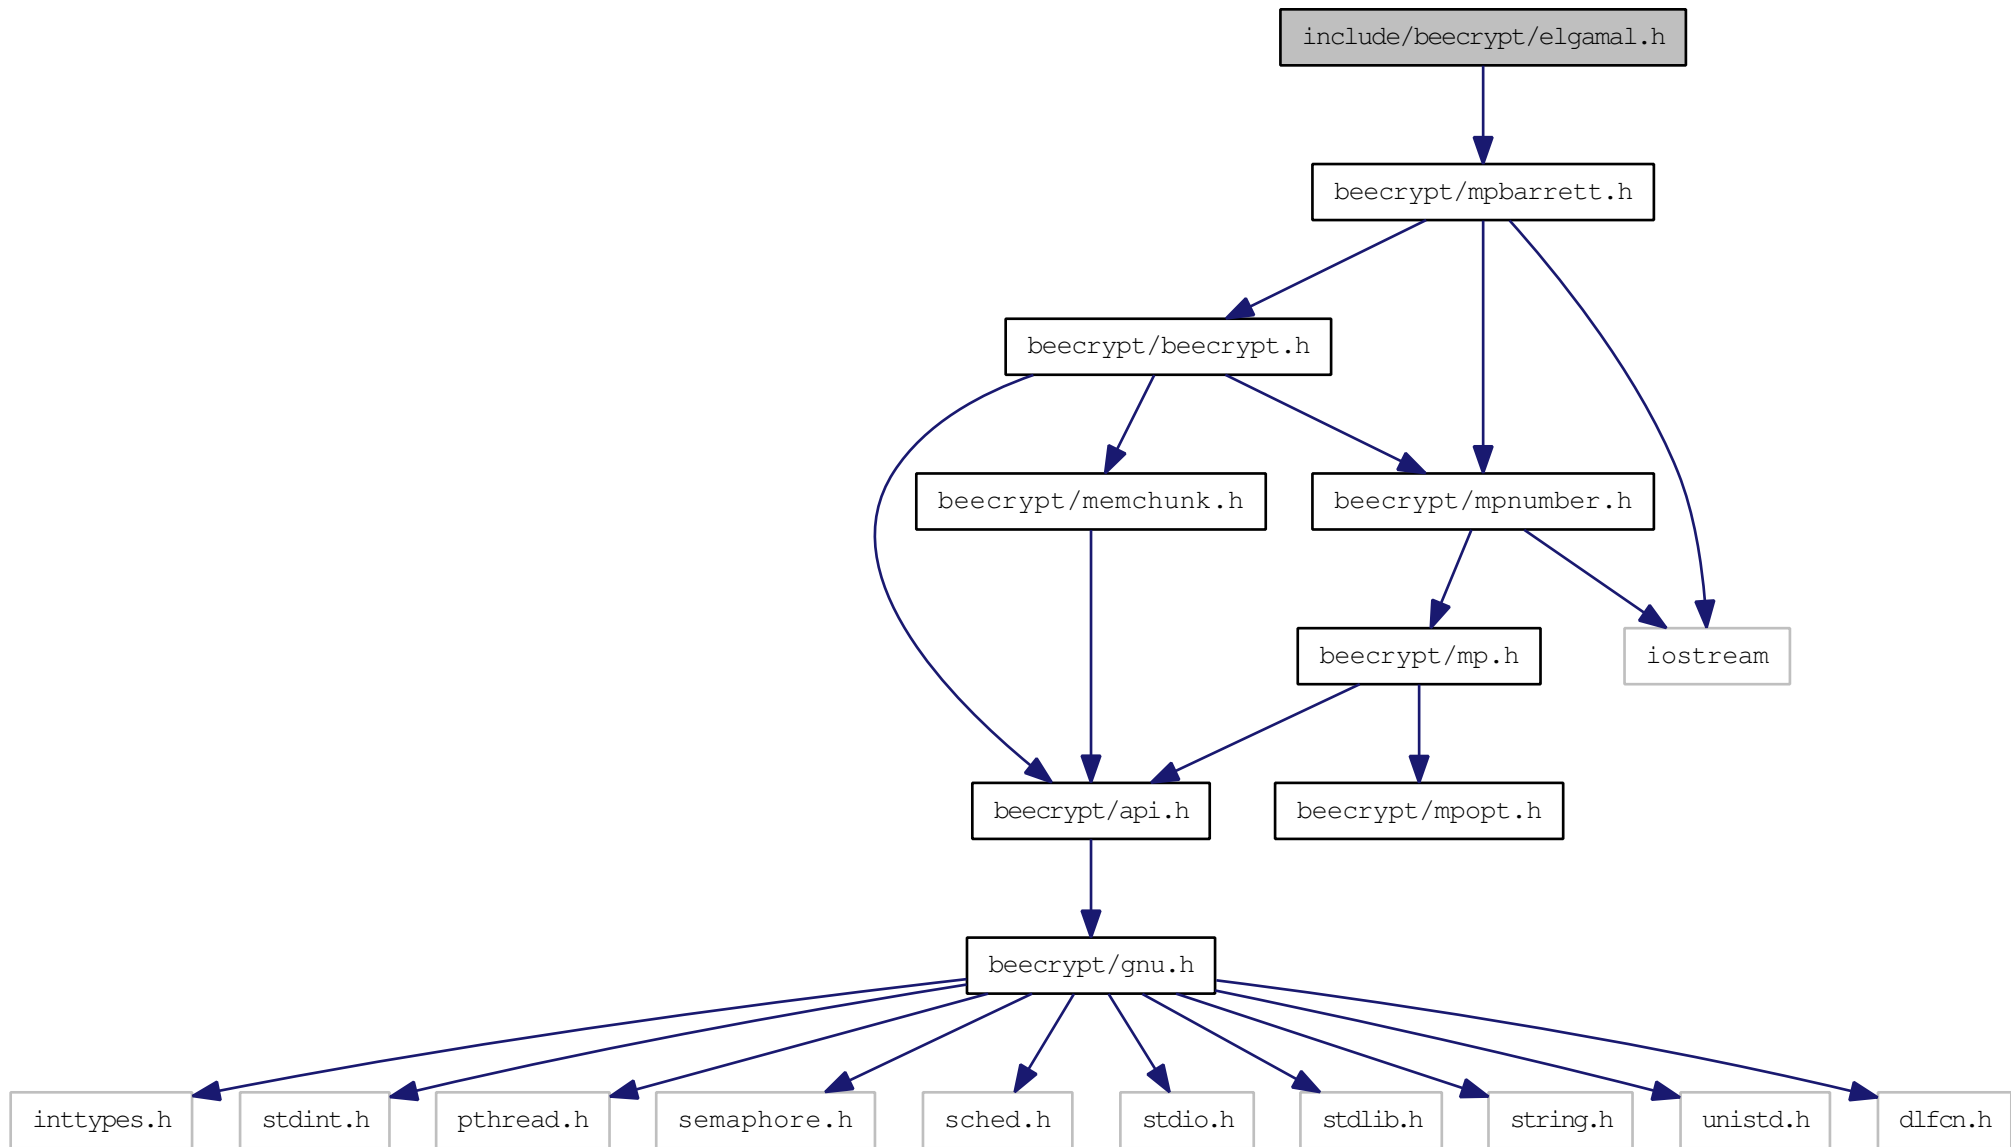 include/beecrypt/elgamal.h
beecrypt/mpbarrett.h
beecrypt/beecrypt.h
beecrypt/memchunk.h
beecrypt/mpnumber.h
beecrypt/mp.h
iostream
beecrypt/api.h
beecrypt/mpopt.h
beecrypt/gnu.h
inttypes.h
stdint.h
pthread.h
semaphore.h
sched.h
stdio.h
stdlib.h
string.h
unistd.h
dlfcn.h